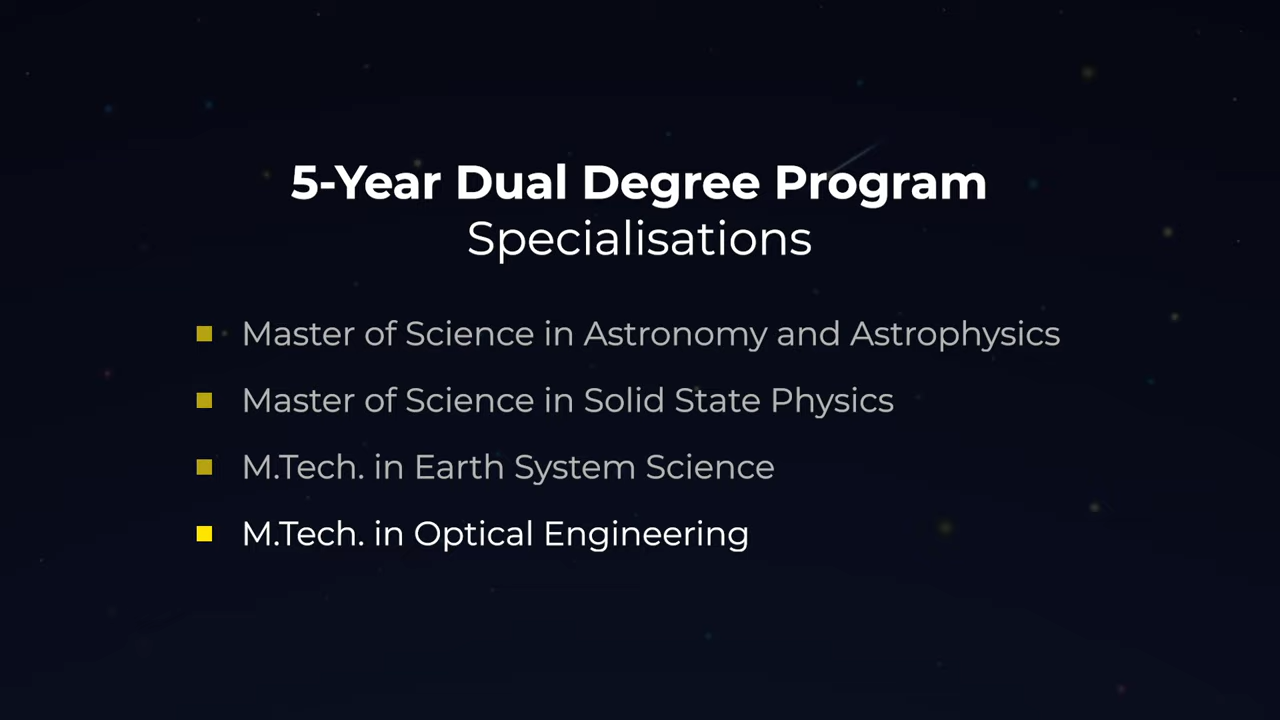 5-Year Dual Degree Program
Specialisations
Master of Science in Astronomy and Astrophysics
Master of Science in Solid State Physics
M.Tech. in Earth System Science
M.Tech. in Optical Engineering